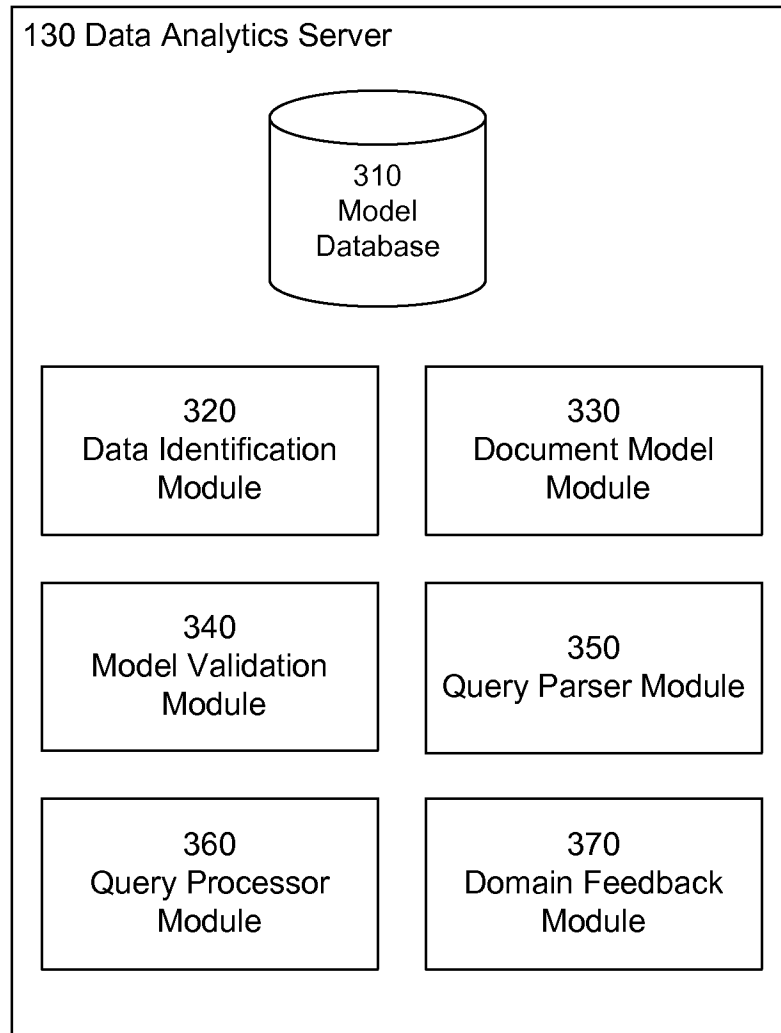 130 Data Analytics Server
310
Model
Database
320
Data Identification
Module
330
Document Model
Module
340
Model Validation
Module
350
Query Parser Module
360
Query Processor
Module
370
Domain Feedback
Module